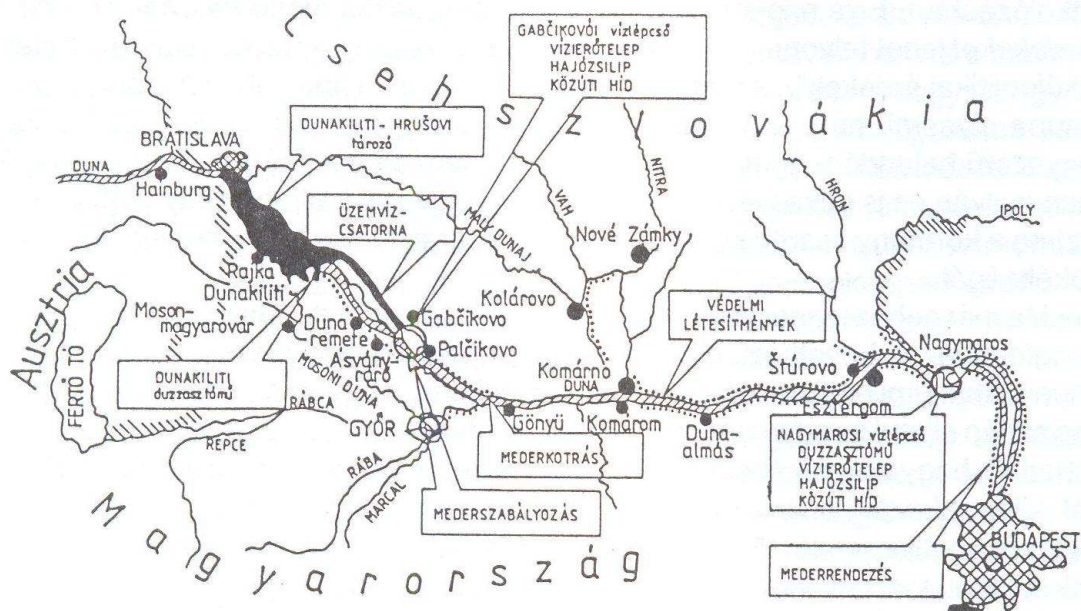 Csehszlovákia
GABČIKOVÓI vízlépcső
VÍZIERŐTELEP
HAJÓZSILIP
KÖZÚTI HÍD
DUNAKILITI - HRUŠOVI
tározó
BRATISLAVA
DUNA
Hainburg
ÜZEMVÍZ-
CSATORNA
MALY DUNAJ
VAH
NITRA
HRON
IPOLY
Nové Zámky
Rajka
Dunakiliti
Ausztria
FERTŐ TÓ
Moson-
magyaróvár
Duna
remete
Ásvány-
ráró
Gabčikovo
Palčikovo
Kolárovo
VÉDELMI
LÉTESÍTMÉNYEK
Nagymaros
Štúrovo
Esztergom
Komárno
DUNA
DUNAKILITI
duzzasztómű
MOSONI DUNA
RÁBCA
RÉPCE
GYŐR
RÁBA
MARCAL
Gönyü
Komárom
Duna-
almás
MEDERKOTRÁS
MEDERSZABÁLYOZÁS
NAGYMAROSI vízlépcső
DUZZASZTÓMŰ
VÍZIERŐTELEP
HAJÓZSILIP
KÖZÚTI HÍD
MEDERRENDEZÉS
BUDAPEST
Magyarország